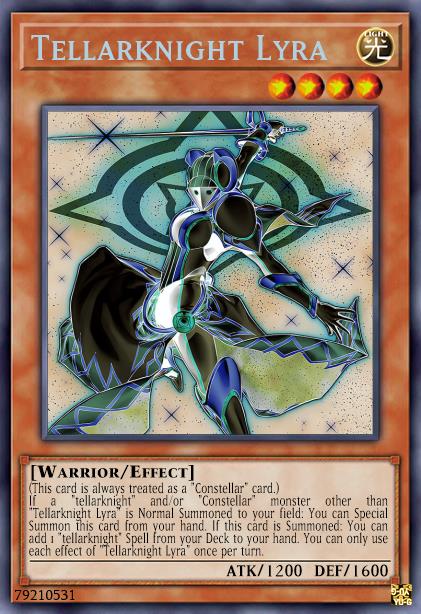 Tellarknight Lyra
LIGHT
光
[Warrior/Effect]
(This card is always treated as a "Constellar" card.)
If a "tellarknight" and/or "Constellar" monster other than
"Tellarknight Lyra" is Normal Summoned to your field: You can Special
Summon this card from your hand. If this card is Summoned: You can
add 1 "tellarknight" Spell from your Deck to your hand. You can only use
each effect of "Tellarknight Lyra" once per turn.
ATK/1200 DEF/1600
79210531